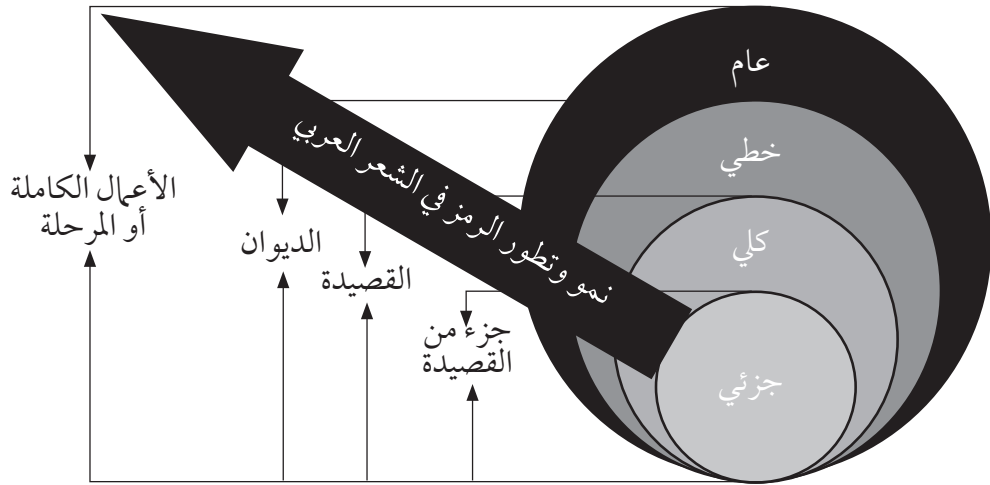 عام
خطي
كلي
جزئي
نمو وتطور الرمز في الشعر العربي
الأعمال الكاملة
أو المرحلة
الديوان
القصيدة
جزء من
القصيدة